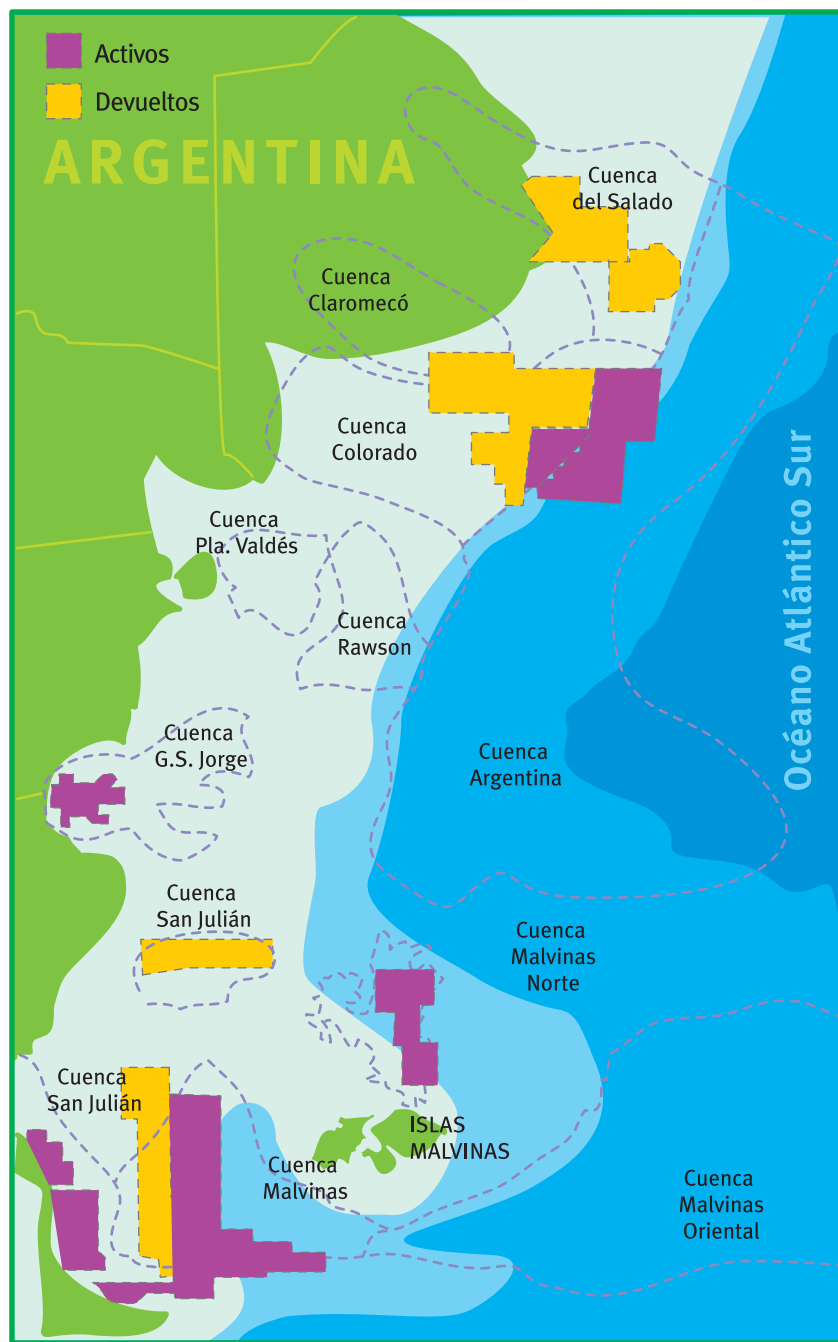 Activos
Devueltos
ARGENTINA
Cuenca
del Salado
Cuenca
Claromecó
Cuenca
Colorado
Cuenca
Pla. Valdés
Cuenca
Rawson
Océano Atlántico Sur
Cuenca
G.S. Jorge
Cuenca
Argentina
Cuenca
San Julián
Cuenca
Malvinas
Norte
Cuenca
San Julián
ISLAS
MALVINAS
Cuenca
Malvinas
Cuenca
Malvinas
Oriental